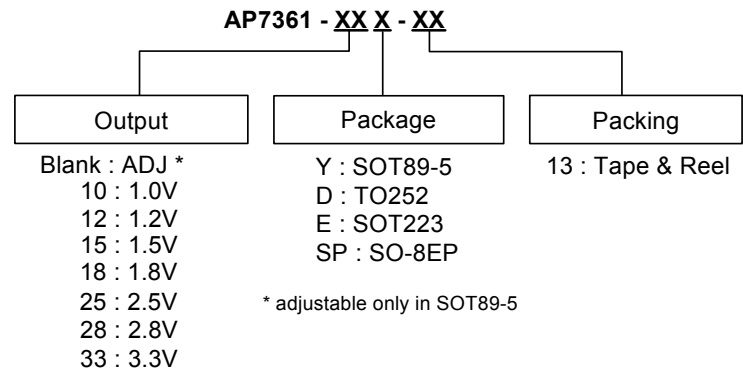 AP7361 - XX X - XX
Output
Package
Packing
Blank : ADJ *
10 : 1.0V
12 : 1.2V
15 : 1.5V
18 : 1.8V
25 : 2.5V
28 : 2.8V
33 : 3.3V
Y : SOT89-5
D : TO252
E : SOT223
SP : SO-8EP
* adjustable only in SOT89-5
13 : Tape & Reel